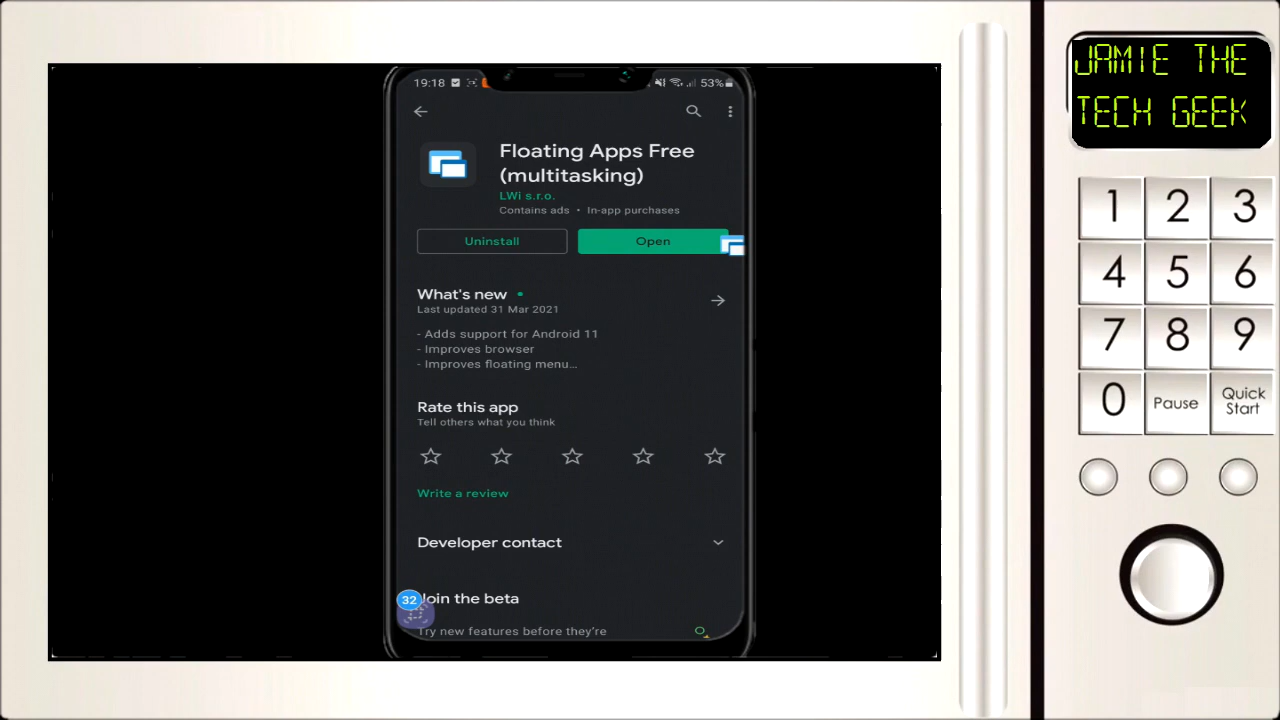 JAMIE THE
TECH GEEK
19:18
53%
Floating Apps Free
(multitasking)
LWi s.r.o.
Contains ads • In-app purchases
Uninstall
Open
What's new
Last updated 31 Mar 2021
- Adds support for Android 11
- Improves browser
- Improves floating menu...
Rate this app
Tell others what you think
Write a review
Developer contact
32
Join the beta
Try new features before they're
1 2 3
4 5 6
7 8 9
0 Pause Quick
Start